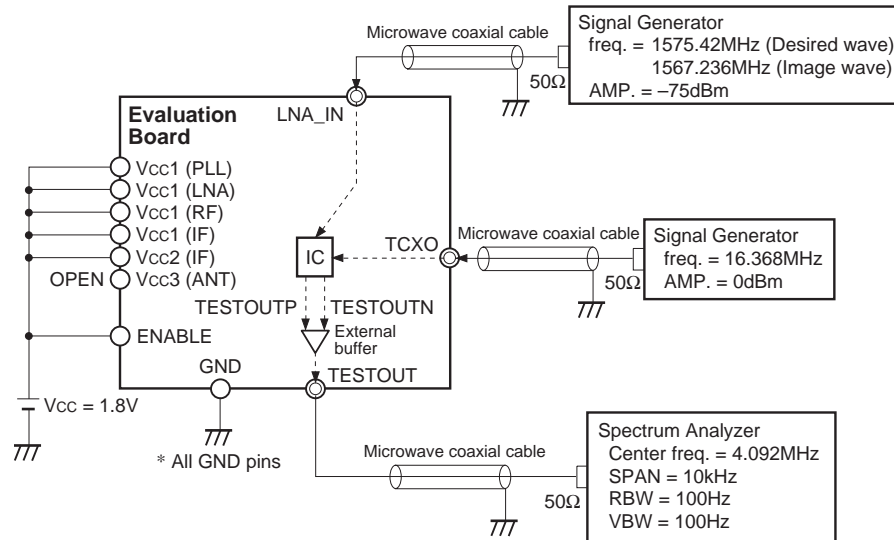 Microwave coaxial cable
Signal Generator
freq. = 1575.42MHz (Desired wave)
1567.236MHz (Image wave)
AMP. = –75dBm
50Ω
LNA_IN
Evaluation
Board
VCC1 (PLL)
VCC1 (LNA)
VCC1 (RF)
VCC1 (IF)
VCC2 (IF)
OPEN
VCC3 (ANT)
ENABLE
IC
TCXO
Microwave coaxial cable
50Ω
Signal Generator
freq. = 16.368MHz
AMP. = 0dBm
TESTOUTP
TESTOUTN
External
buffer
GND
TESTOUT
VCC = 1.8V
* All GND pins
Microwave coaxial cable
50Ω
Spectrum Analyzer
Center freq. = 4.092MHz
SPAN = 10kHz
RBW = 100Hz
VBW = 100Hz